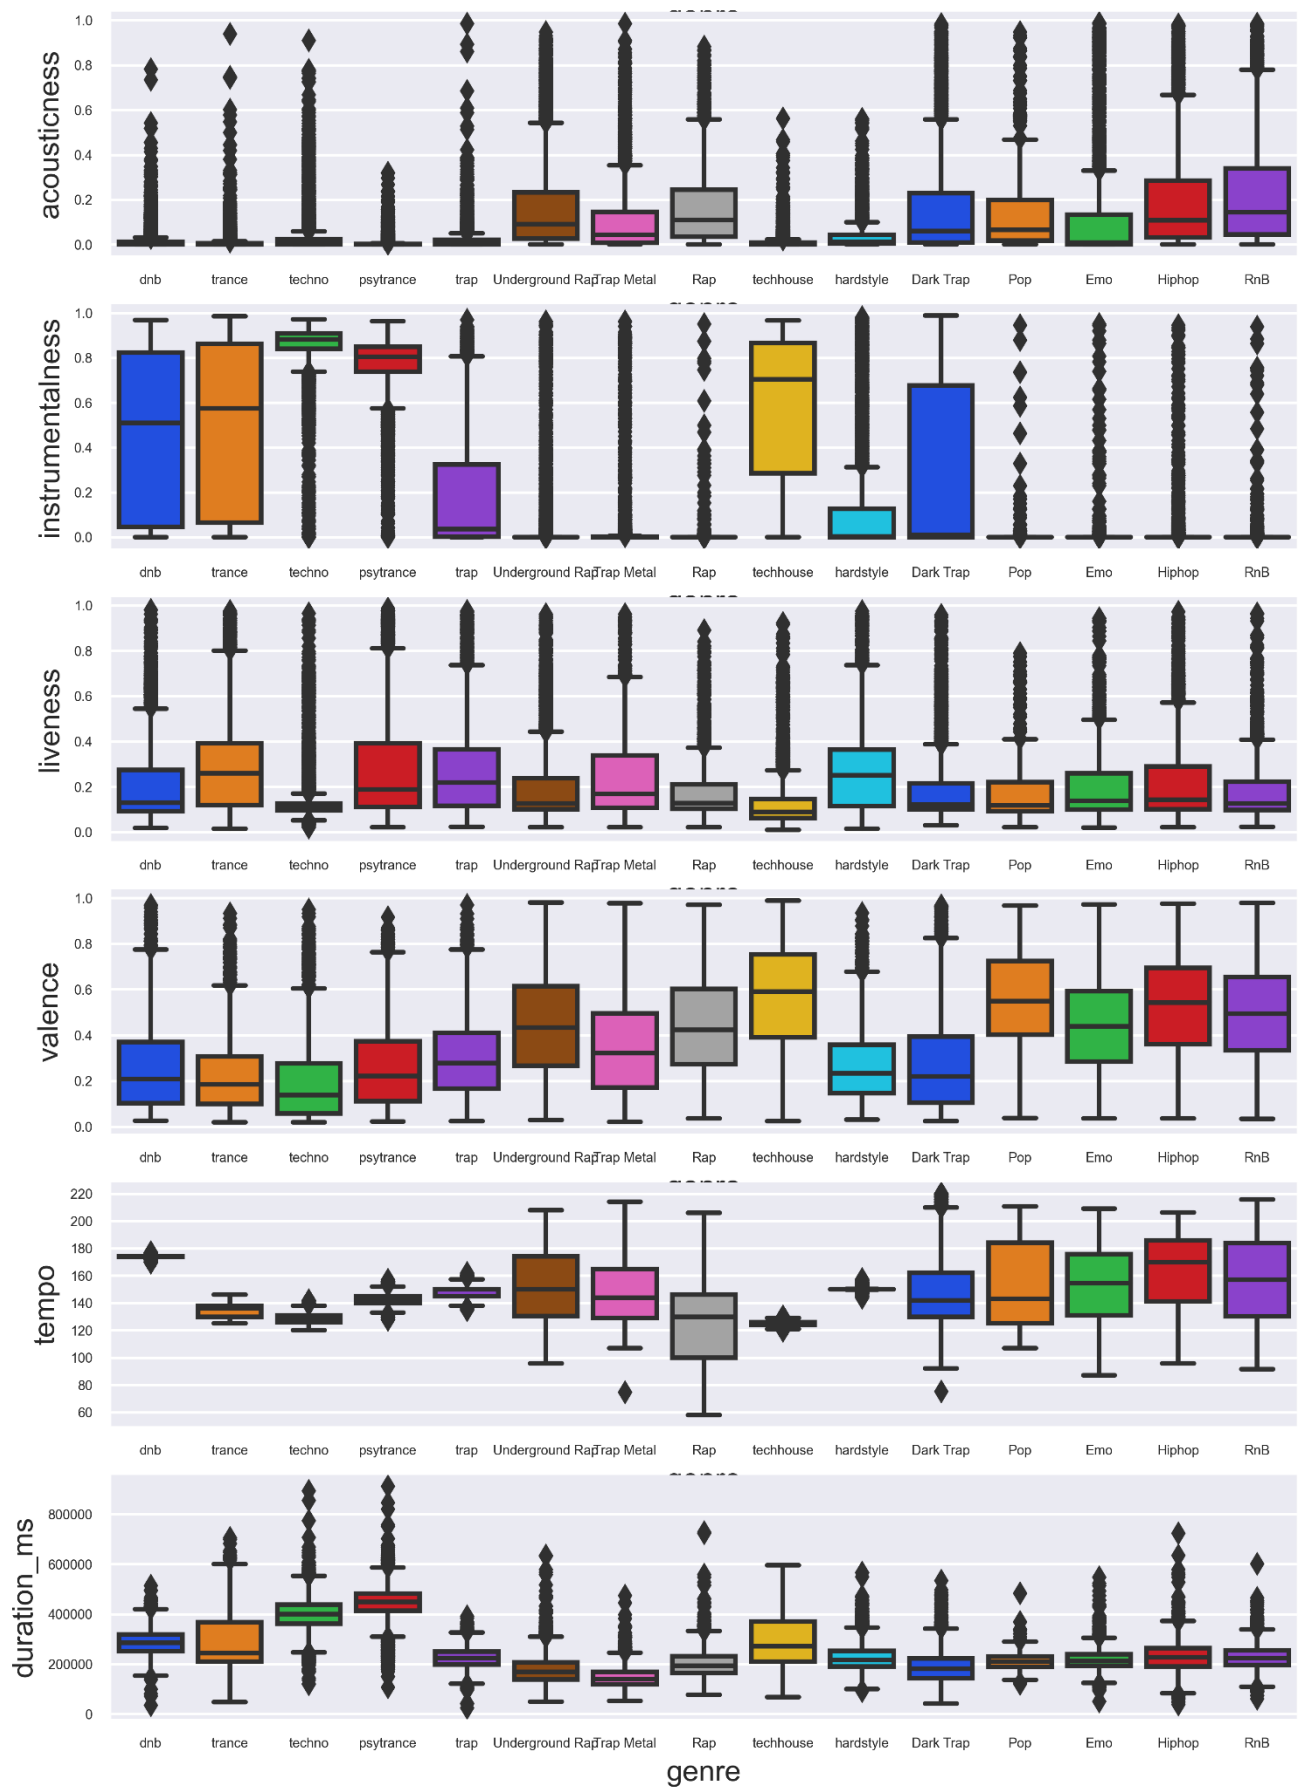 genre
acousticness
1.0
0.8
0.6
0.4
0.2
0.0
dnb trance techno psytrance trap Underground Rap Trap Metal Rap techhouse hardstyle Dark Trap Pop Emo Hiphop RnB
genre
instrumentalness
1.0
0.8
0.6
0.4
0.2
0.0
dnb trance techno psytrance trap Underground Rap Trap Metal Rap techhouse hardstyle Dark Trap Pop Emo Hiphop RnB
genre
liveness
1.0
0.8
0.6
0.4
0.2
0.0
dnb trance techno psytrance trap Underground Rap Trap Metal Rap techhouse hardstyle Dark Trap Pop Emo Hiphop RnB
genre
valence
1.0
0.8
0.6
0.4
0.2
0.0
dnb trance techno psytrance trap Underground Rap Trap Metal Rap techhouse hardstyle Dark Trap Pop Emo Hiphop RnB
genre
tempo
220
200
180
160
140
120
100
80
60
dnb trance techno psytrance trap Underground Rap Trap Metal Rap techhouse hardstyle Dark Trap Pop Emo Hiphop RnB
genre
duration_ms
800000
600000
400000
200000
0
dnb trance techno psytrance trap Underground Rap Trap Metal Rap techhouse hardstyle Dark Trap Pop Emo Hiphop RnB
genre